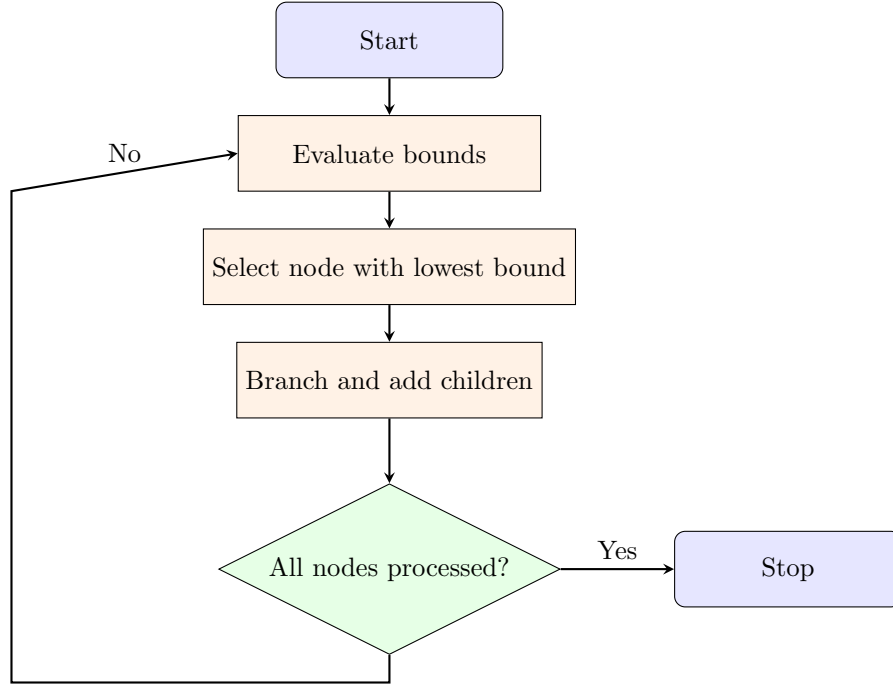 Start
No
Evaluate bounds
Select node with lowest bound
Branch and add children
All nodes processed?
Yes
Stop